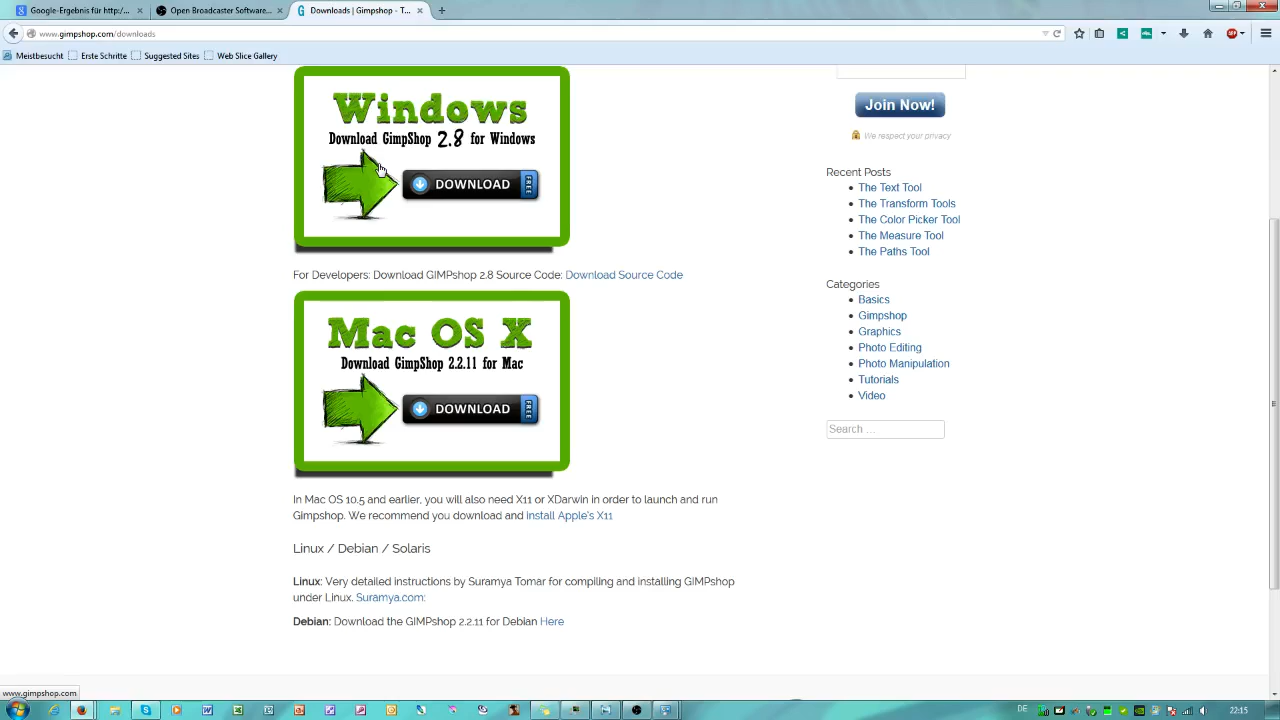 Google-Ergebnis für http:/...
Open Broadcaster Software...
Downloads | Gimpshop - T...
www.gimpshop.com/downloads
Meistbesucht
Erste Schritte
Suggested Sites
Web Slice Gallery
Windows
Download GimpShop 2.8 for Windows
DOWNLOAD
FREE
For Developers: Download GIMPshop 2.8 Source Code: Download Source Code
Mac OS X
Download GimpShop 2.2.11 for Mac
DOWNLOAD
FREE
In Mac OS 10.5 and earlier, you will also need X11 or XDarwin in order to launch and run
Gimpshop. We recommend you download and install Apple's X11
Linux / Debian / Solaris
Linux: Very detailed instructions by Suramya Tomar for compiling and installing GIMPshop
under Linux. Suramya.com:
Debian: Download the GIMPshop 2.2.11 for Debian Here
Join Now!
We respect your privacy
Recent Posts
The Text Tool
The Transform Tools
The Color Picker Tool
The Measure Tool
The Paths Tool
Categories
Basics
Gimpshop
Graphics
Photo Editing
Photo Manipulation
Tutorials
Video
Search ...
www.gimpshop.com
DE
22:15